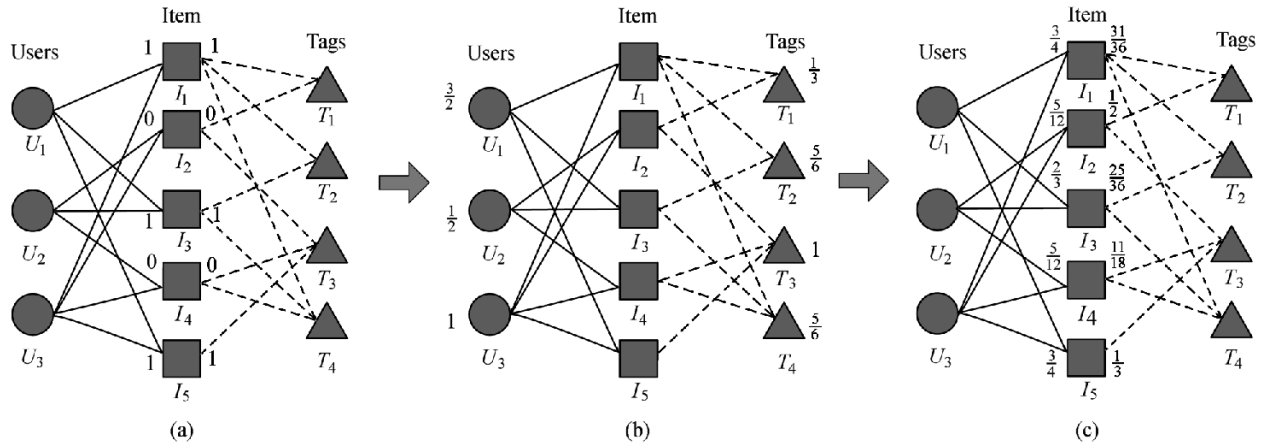 Item
Users
Tags
1 1
I₁
T₁
0 0
U₁
I₂
T₂
U₂
1 1
I₃
T₃
0 0
I₄
U₃
T₄
1 1
I₅
(a)
Item
Users
Tags
1/3
3/2
I₁
T₁
U₁
I₂
5/6
T₂
1/2
U₂
I₃
1
T₃
I₄
1
5/6
U₃
T₄
I₅
(b)
Item
Users
Tags
3/4 31/36
I₁
T₁
5/12 1/2
U₁
I₂
T₂
2/3 25/36
U₂
I₃
5/12 11/18
T₃
I₄
U₃
T₄
3/4 1/3
I₅
(c)